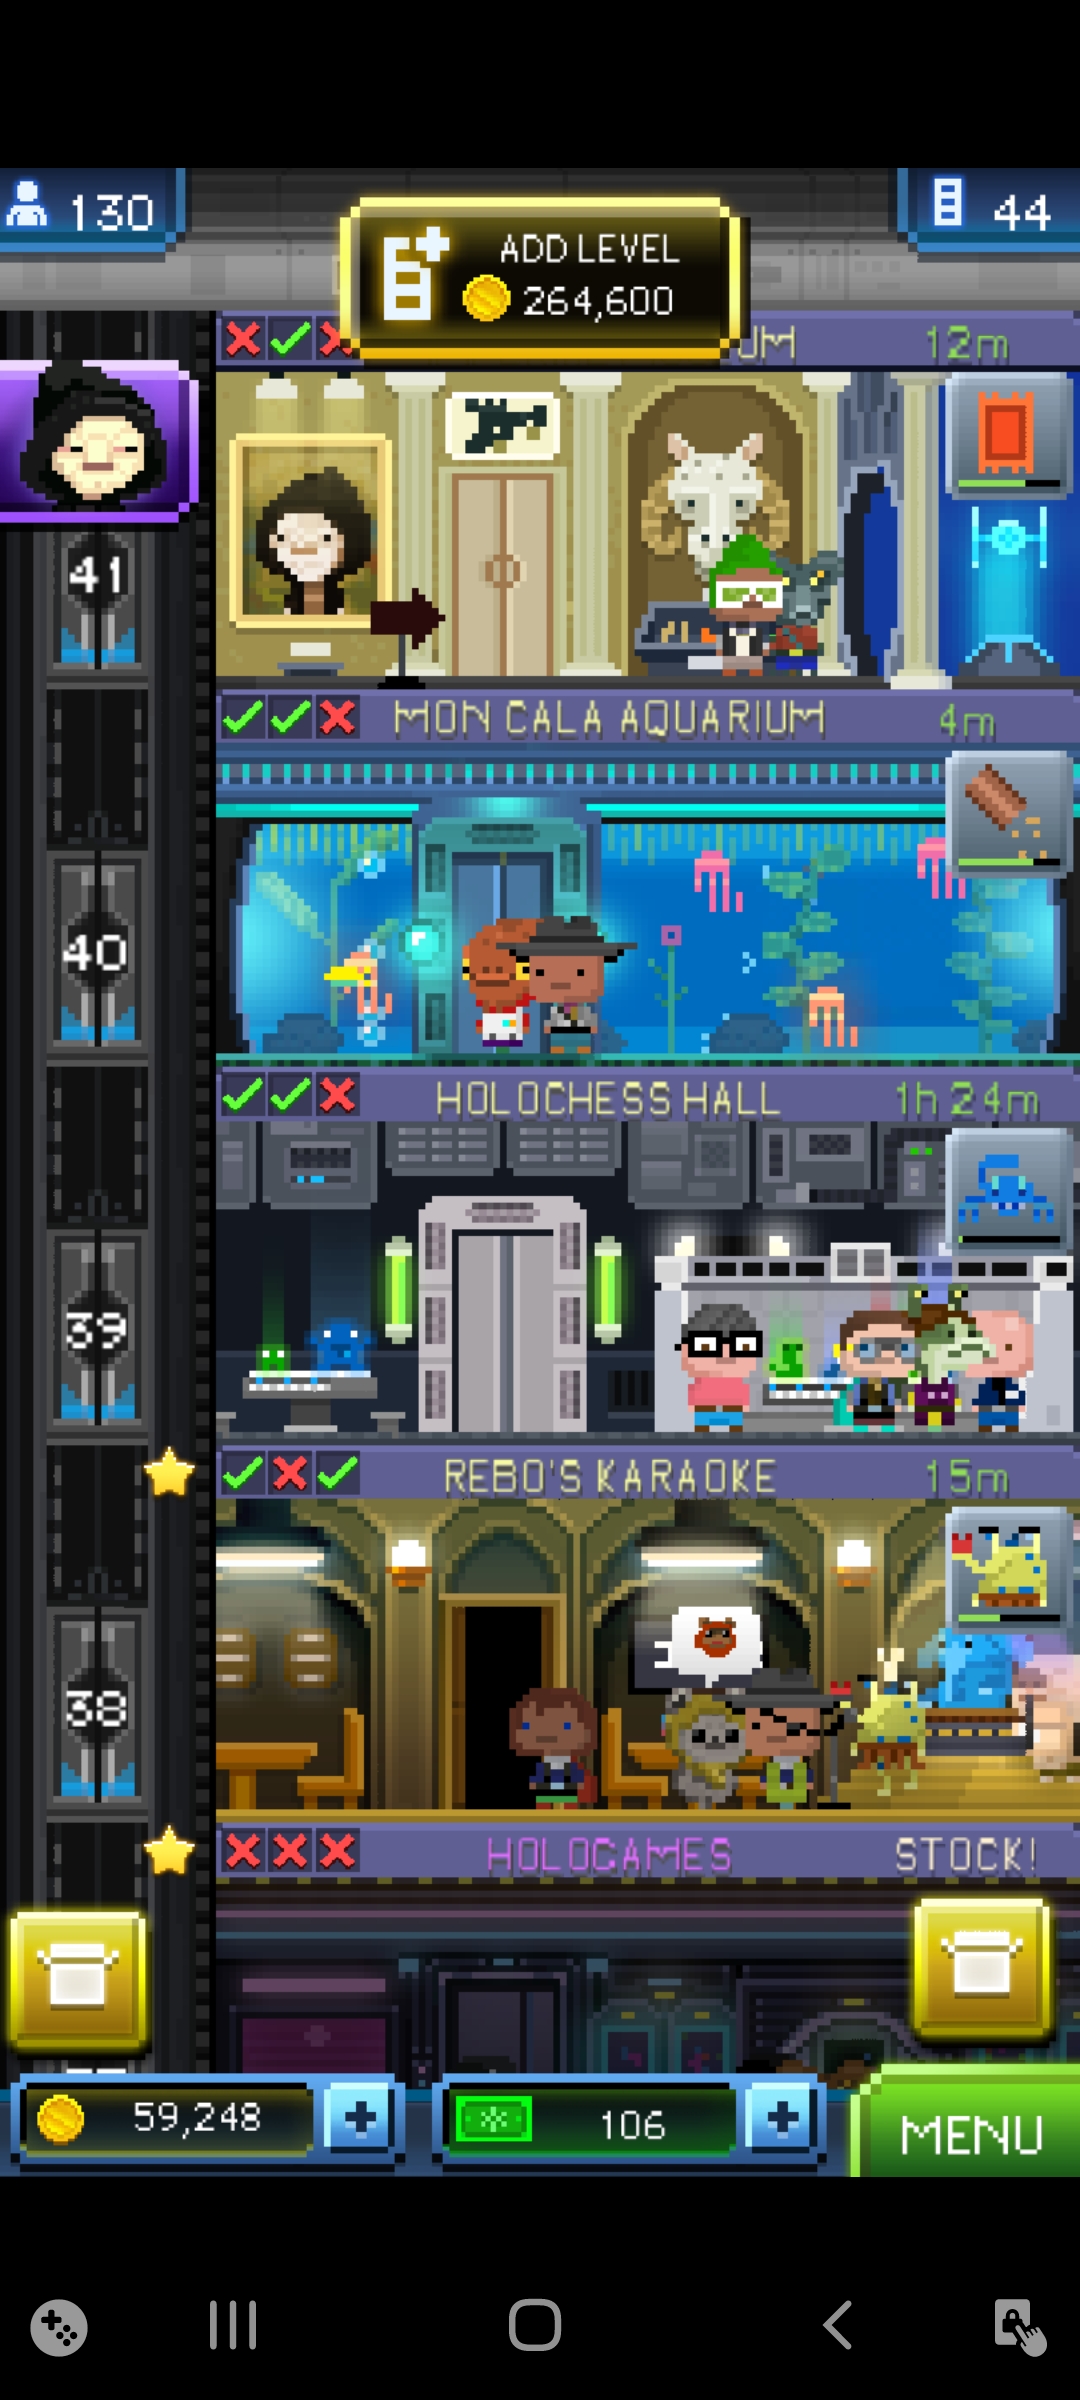 130
44
ADD LEVEL
264,600
UM 12m
41
MON CALA AQUARIUM 4m
40
HOLOCHESS HALL 1h 24m
39
REBO'S KARAOKE 15m
38
HOLOGAMES STOCK!
59,248
106
MENU